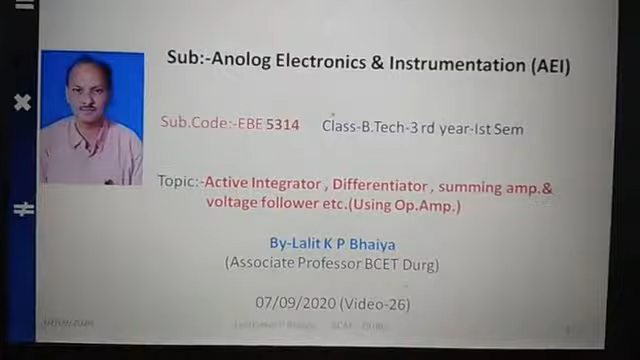 Sub:-Anolog Electronics & Instrumentation (AEI)
Sub.Code:-EBE 5314 Class-B.Tech-3 rd year-Ist Sem
Topic:-Active Integrator , Differentiator , summing amp.&
voltage follower etc.(Using Op.Amp.)
By-Lalit K P Bhaiya
(Associate Professor BCET Durg)
07/09/2020 (Video-26)